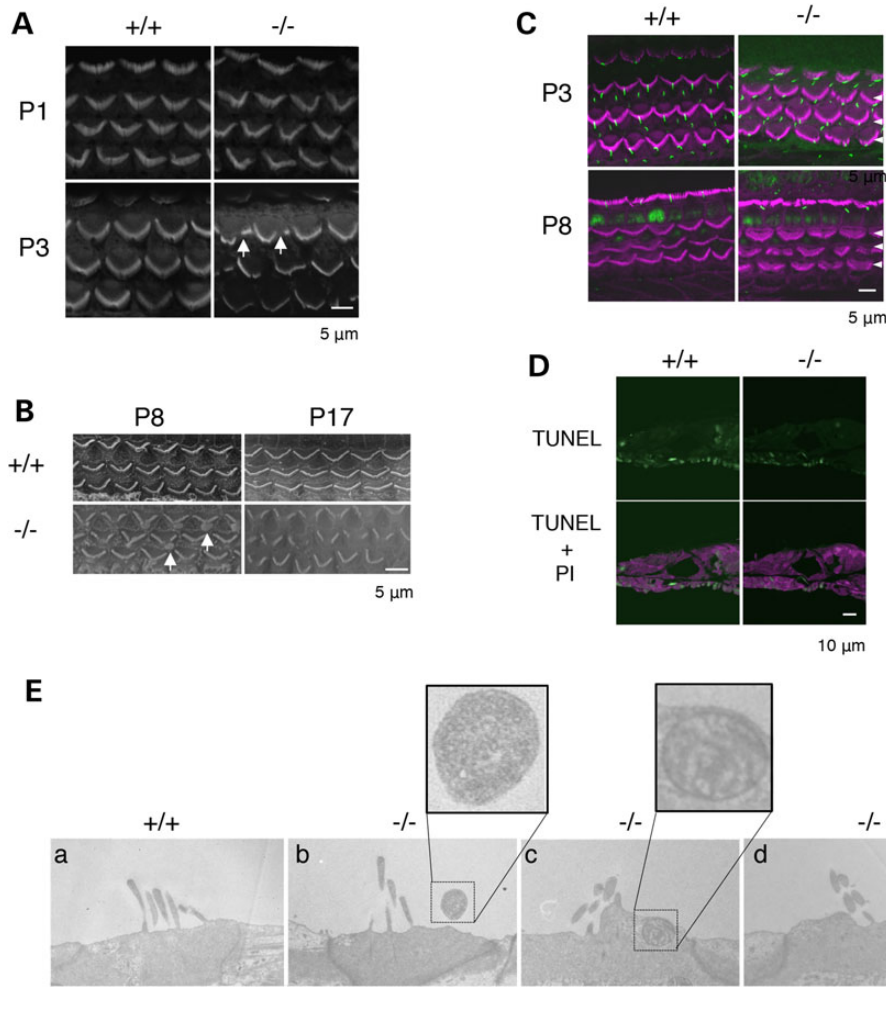 A
+/+
-/-
P1
P3
5 µm
B
P8
P17
+/+
-/-
5 µm
C
+/+
-/-
P3
5 µm
P8
5 µm
D
+/+
-/-
TUNEL
TUNEL
+
PI
10 µm
E
+/+
-/-
-/-
-/-
a
b
c
d